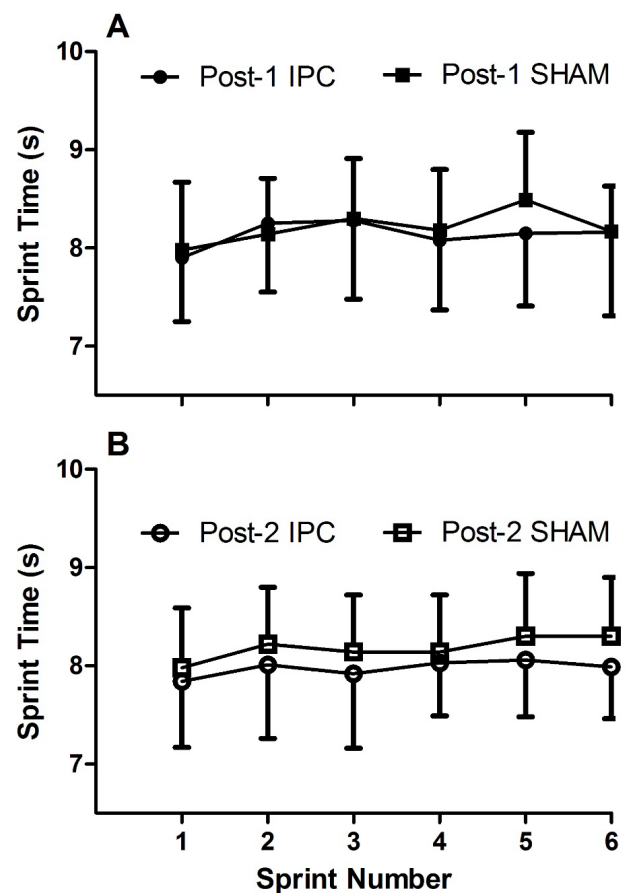 A
10
Post-1 IPC
Post-1 SHAM
9
8
7
Sprint Time (s)
B
10
Post-2 IPC
Post-2 SHAM
9
8
7
Sprint Time (s)
1 2 3 4 5 6
Sprint Number